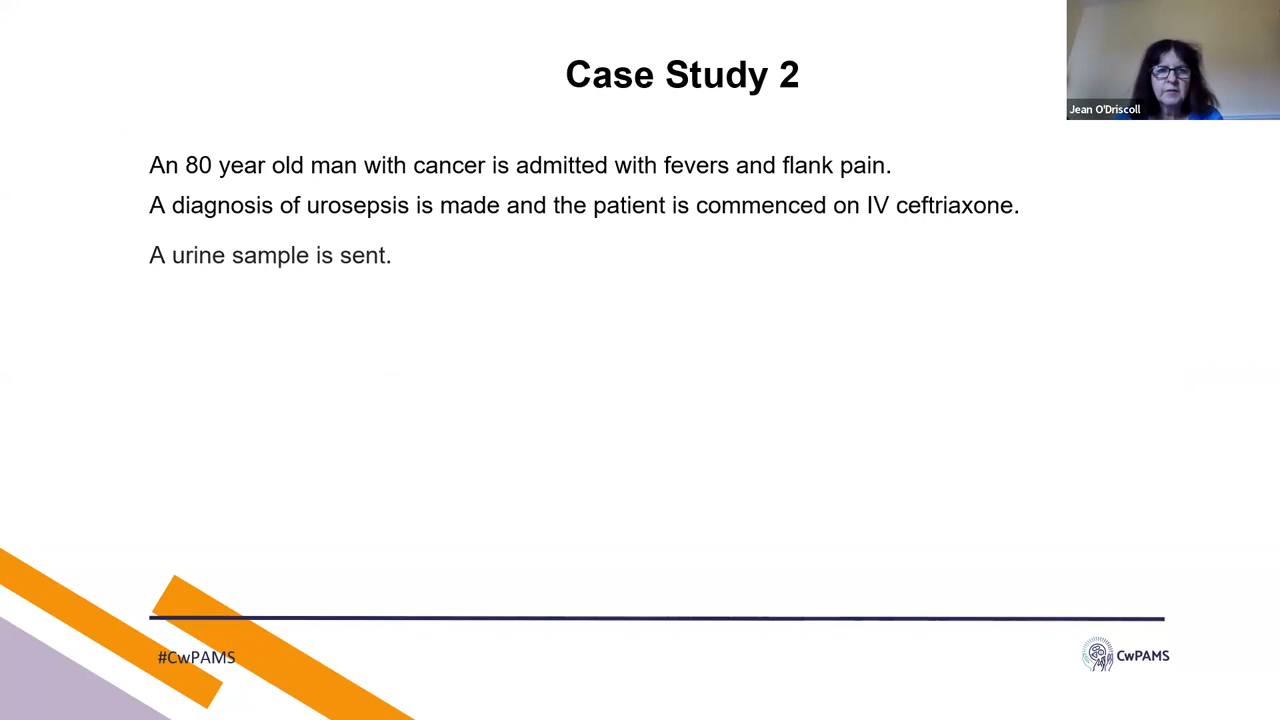 Case Study 2
Jean O'Driscoll
An 80 year old man with cancer is admitted with fevers and flank pain.
A diagnosis of urosepsis is made and the patient is commenced on IV ceftriaxone.
A urine sample is sent.
#CwPAMS
CwPAMS